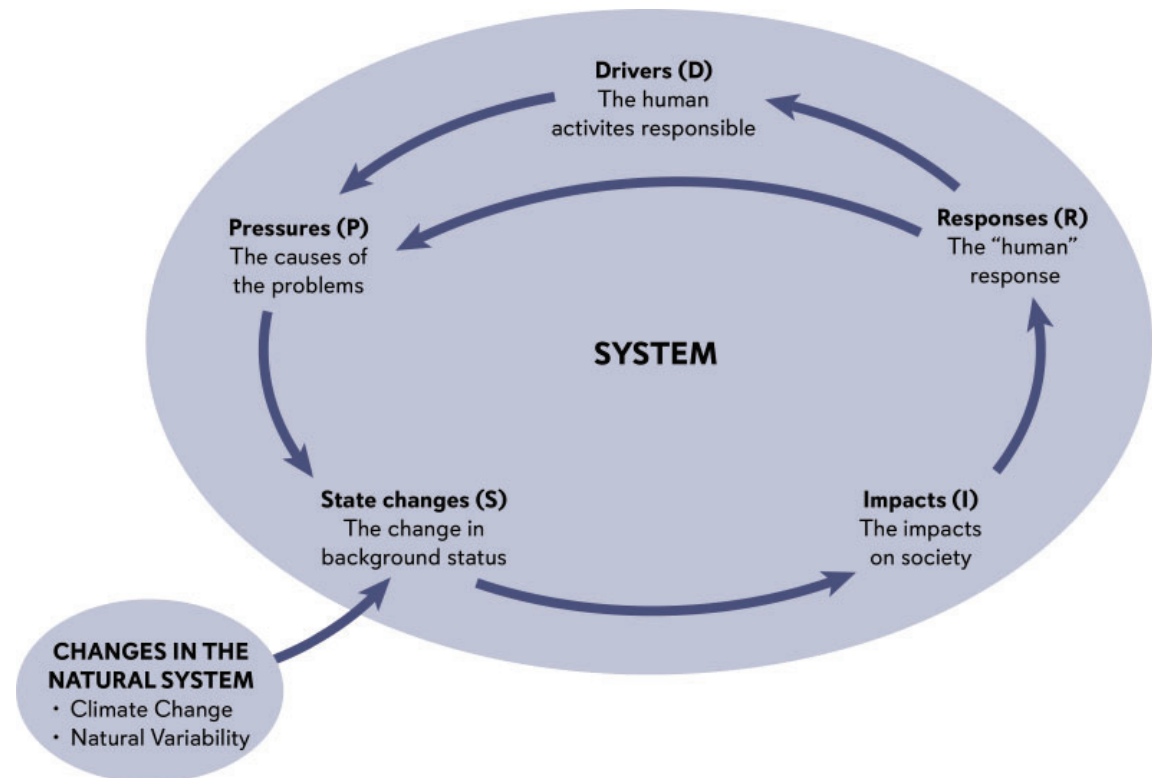 Drivers (D)
The human
activites responsible
Pressures (P)
The causes of
the problems
Responses (R)
The “human”
response
SYSTEM
State changes (S)
The change in
background status
Impacts (I)
The impacts
on society
CHANGES IN THE
NATURAL SYSTEM
• Climate Change
• Natural Variability